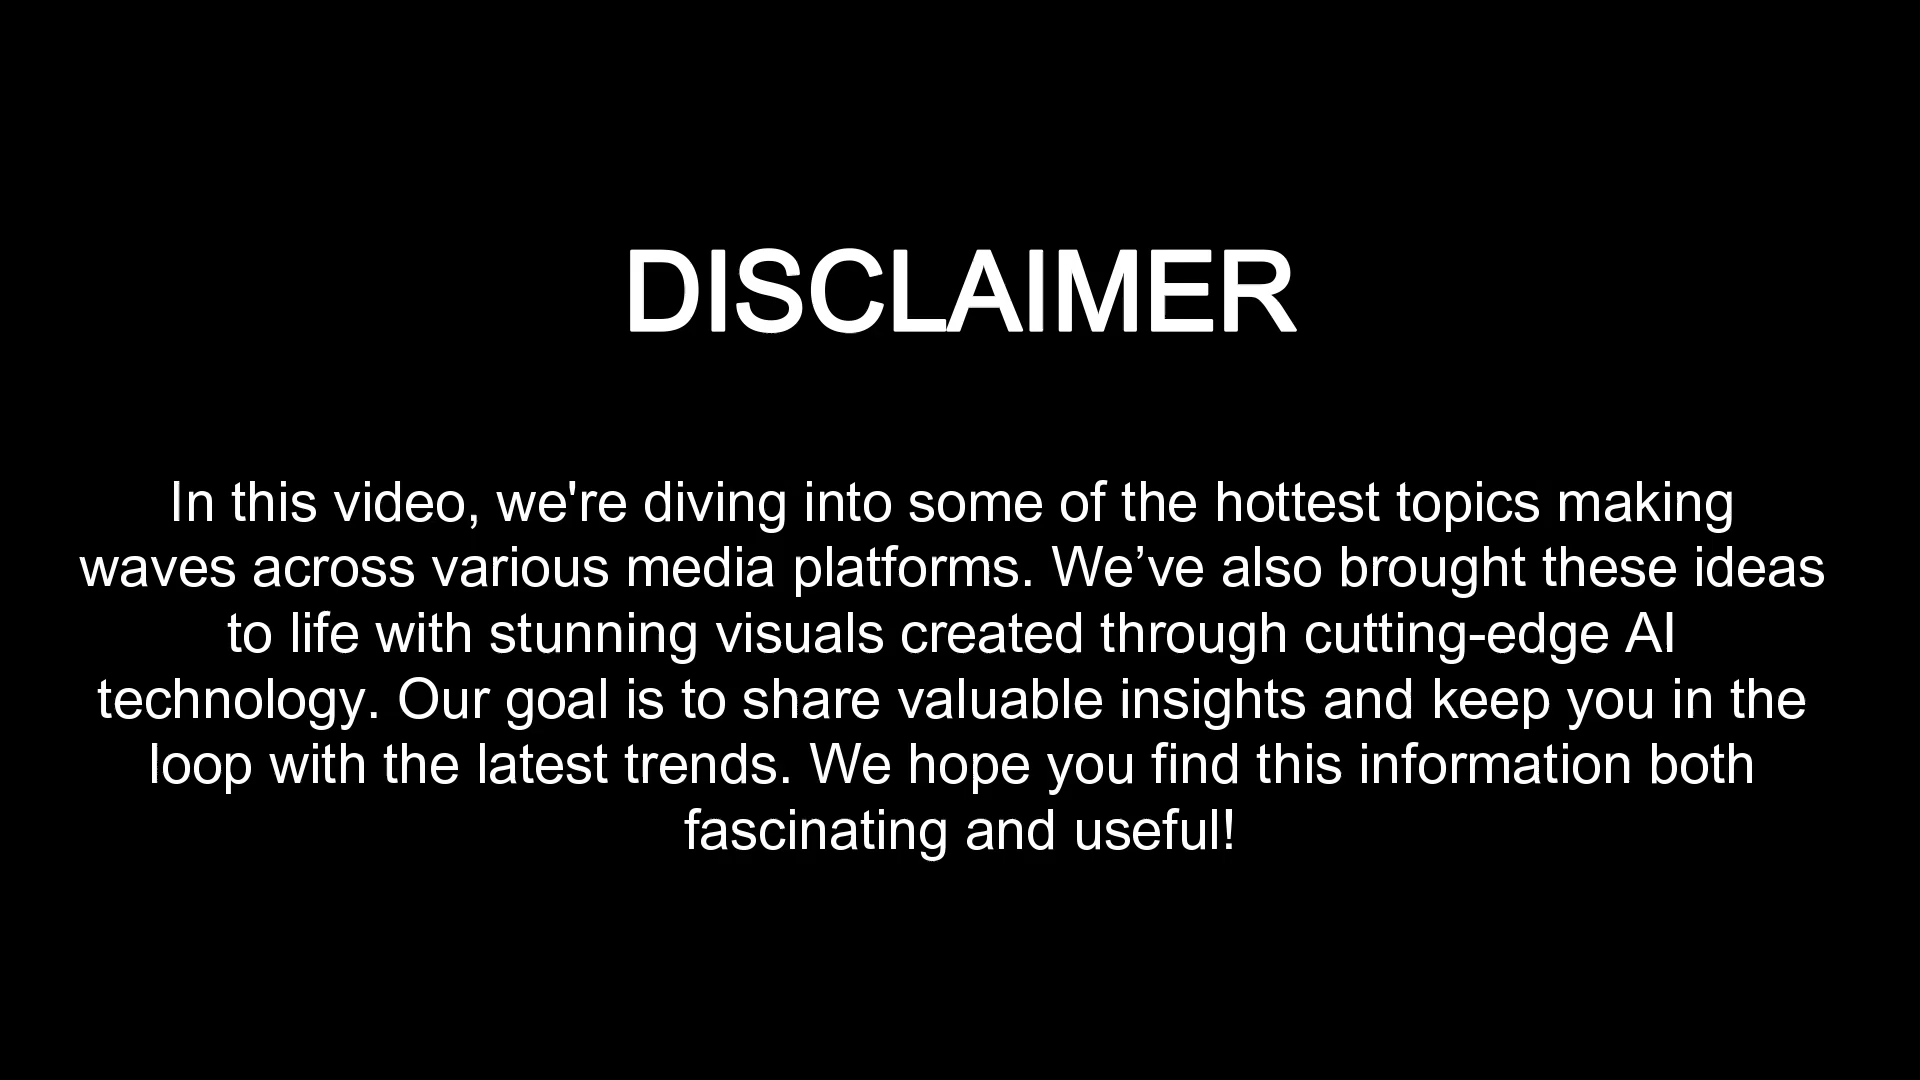 DISCLAIMER
In this video, we're diving into some of the hottest topics making
waves across various media platforms. We’ve also brought these ideas
to life with stunning visuals created through cutting-edge AI
technology. Our goal is to share valuable insights and keep you in the
loop with the latest trends. We hope you find this information both
fascinating and useful!